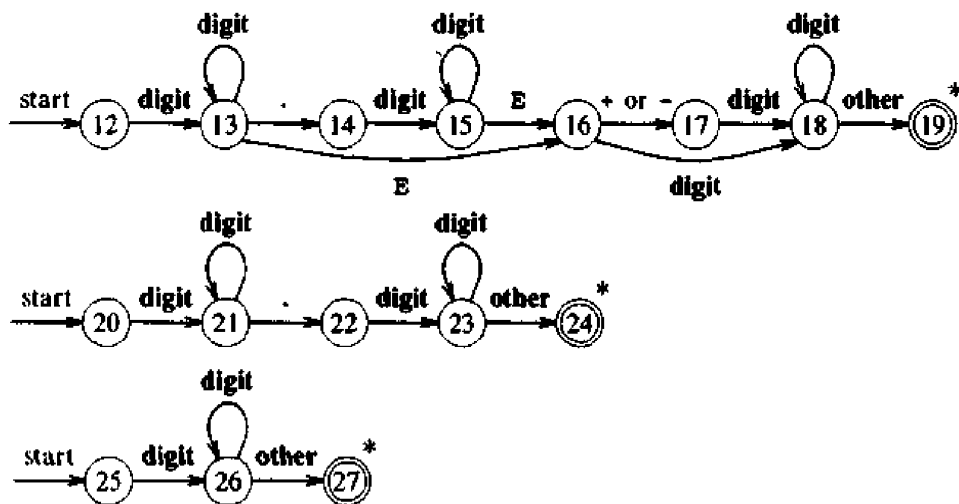 digit digit digit
start 12 digit 13 . 14 digit 15 E 16 + or - 17 digit 18 other 19 *
E digit
digit digit
start 20 digit 21 . 22 digit 23 other 24 *
digit
start 25 digit 26 other 27 *